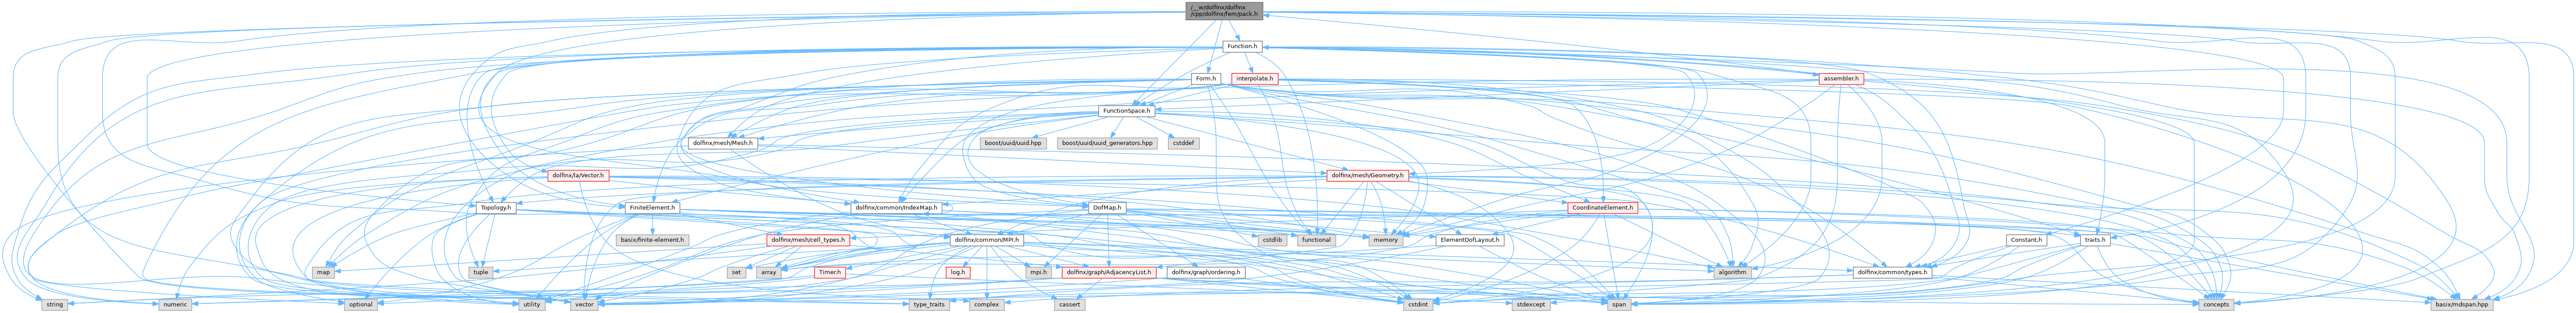 /__w/dolfinx/dolfinx
/cpp/dolfinx/fem/pack.h
Function.h
Form.h
interpolate.h
assembler.h
FunctionSpace.h
dolfinx/mesh/Mesh.h
boost/uuid/uuid.hpp
boost/uuid/uuid_generators.hpp
cstddef
dolfinx/la/Vector.h
dolfinx/mesh/Geometry.h
Topology.h
FiniteElement.h
dolfinx/common/IndexMap.h
DofMap.h
CoordinateElement.h
basix/finite-element.h
dolfinx/mesh/cell_types.h
dolfinx/common/MPI.h
cstdlib
functional
memory
ElementDofLayout.h
Constant.h
traits.h
map
tuple
set
array
Timer.h
log.h
mpi.h
dolfinx/graph/AdjacencyList.h
dolfinx/graph/ordering.h
algorithm
dolfinx/common/types.h
string
numeric
optional
utility
vector
type_traits
complex
cassert
cstdint
stdexcept
span
concepts
basix/mdspan.hpp